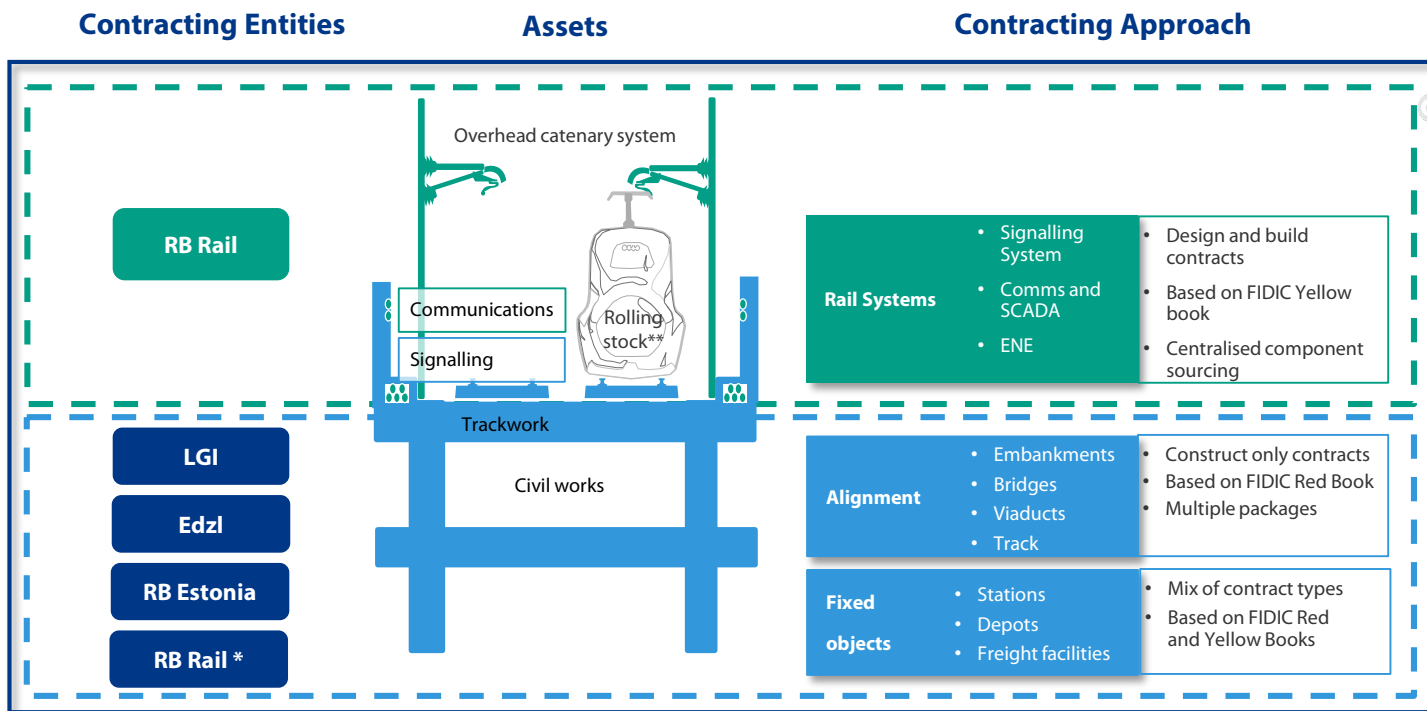 Contracting Entities
Assets
Contracting Approach
Overhead catenary system
RB Rail
Communications
Signalling
Rolling
stock**
Rail Systems
• Signalling
System
• Comms and
SCADA
• ENE
• Design and build
contracts
• Based on FIDIC Yellow
book
• Centralised component
sourcing
LGI
Edzl
RB Estonia
RB Rail *
Trackwork
Civil works
Alignment
• Embankments
• Bridges
• Viaducts
• Track
• Construct only contracts
• Based on FIDIC Red Book
• Multiple packages
Fixed
objects
• Stations
• Depots
• Freight facilities
• Mix of contract types
• Based on FIDIC Red
and Yellow Books